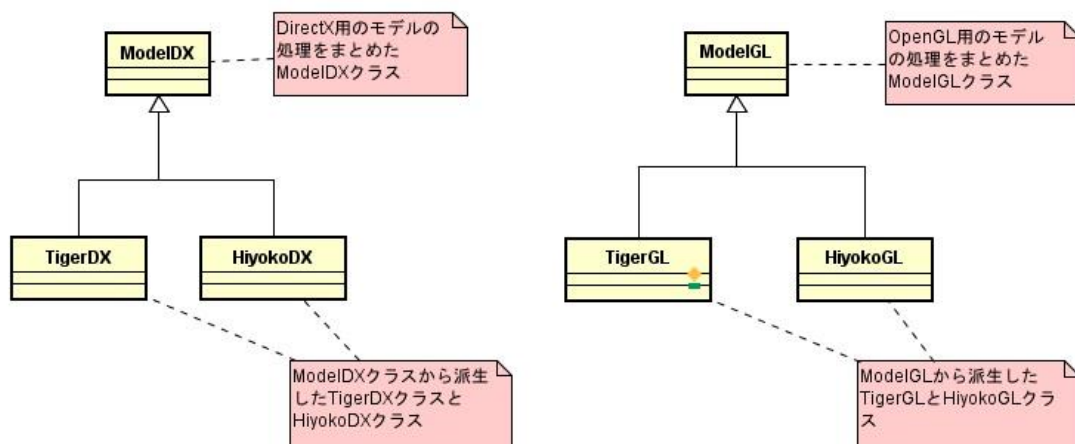 ModelDX
DirectX用のモデルの
処理をまとめた
ModelDXクラス
TigerDX
HiyokoDX
ModelDXクラスから派生
したTigerDXクラスと
HiyokoDXクラス
ModelGL
OpenGL用のモデル
の処理をまとめた
ModelGLクラス
TigerGL
HiyokoGL
ModelGLから派生した
TigerGLとHiyokoGLクラ
ス